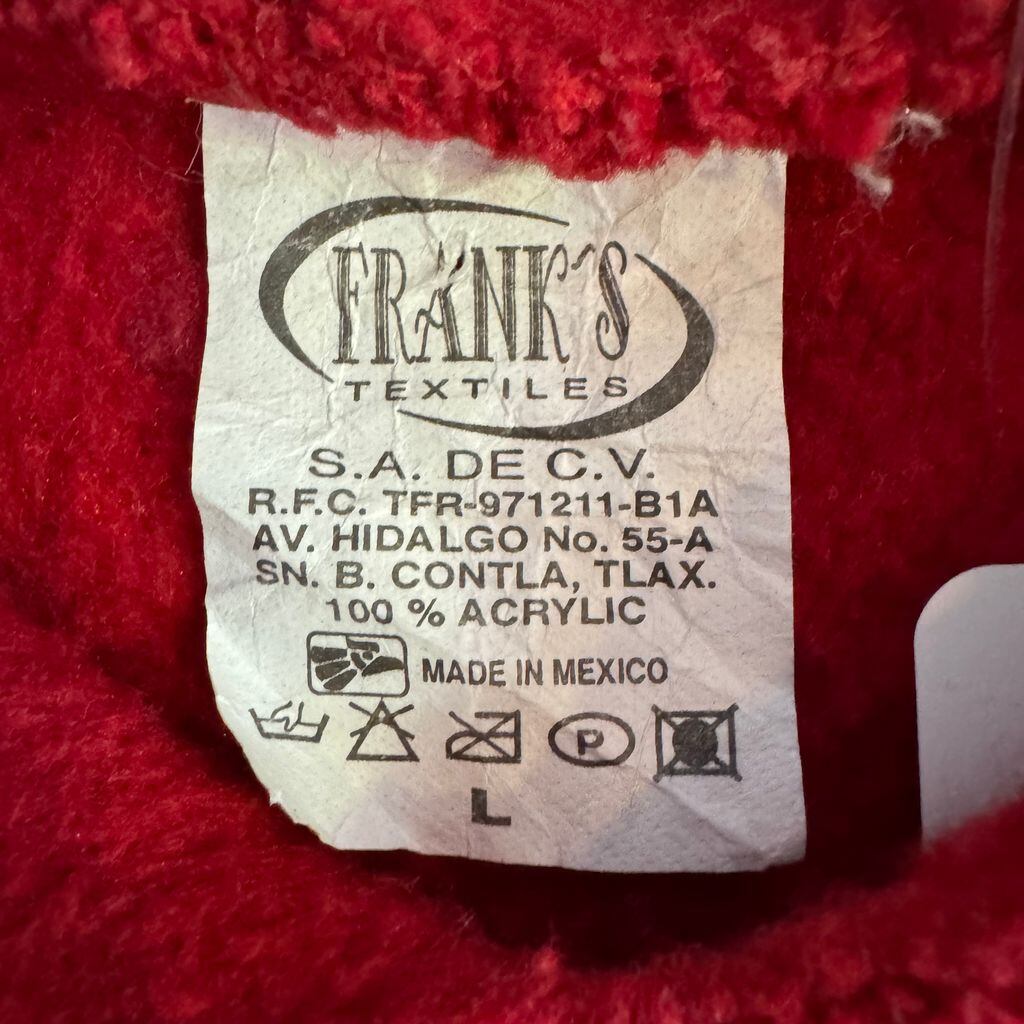 FRANK'S
TEXTILES
S.A. DE C.V.
R.F.C. TFR-971211-B1A
AV. HIDALGO No. 55-A
SN. B. CONTLA, TLAX.
100 % ACRYLIC
MADE IN MEXICO
P
L